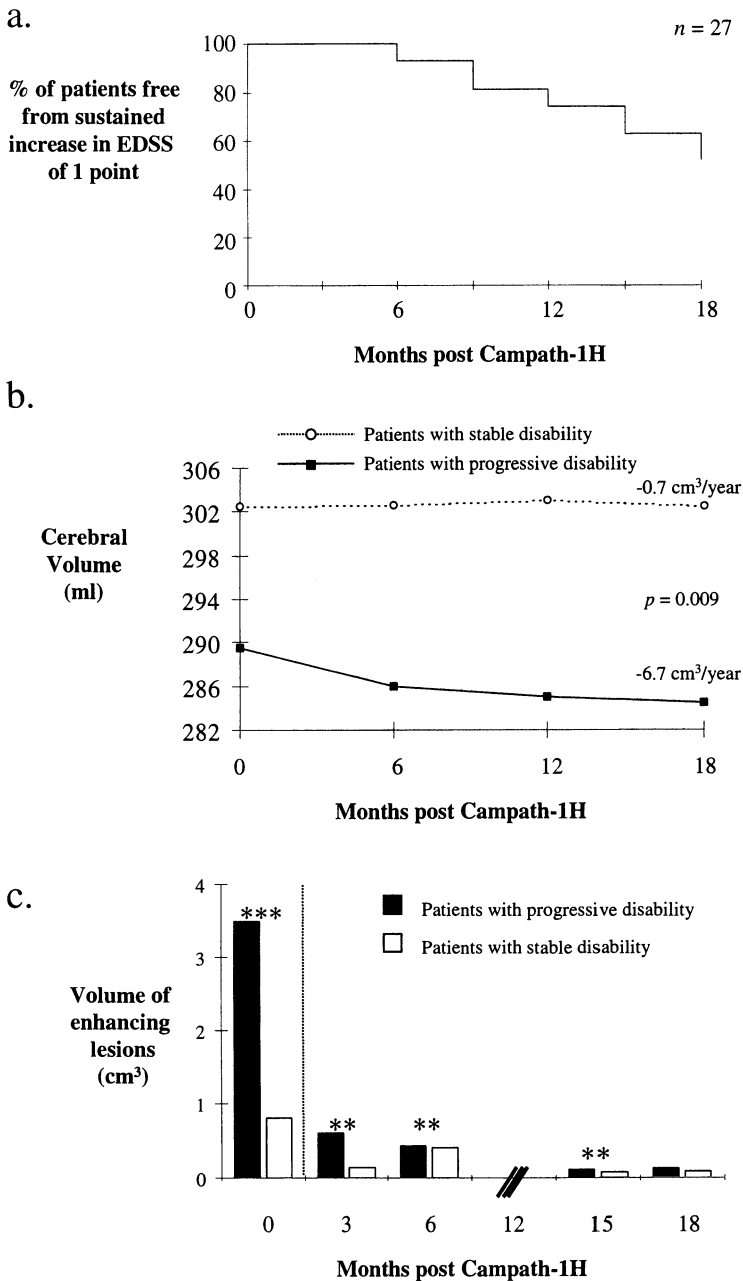 a.
n = 27
% of patients free
from sustained
increase in EDSS
of 1 point
100
80
60
40
20
0
0 6 12 18
Months post Campath-1H
b.
Patients with stable disability
Patients with progressive disability
Cerebral
Volume
(ml)
306
302
298
294
290
286
282
-0.7 cm³/year
p = 0.009
-6.7 cm³/year
0 6 12 18
Months post Campath-1H
c.
Patients with progressive disability
Patients with stable disability
Volume of
enhancing
lesions
(cm³)
4
3
2
1
0
***
**
**
**
0 3 6 12 15 18
Months post Campath-1H